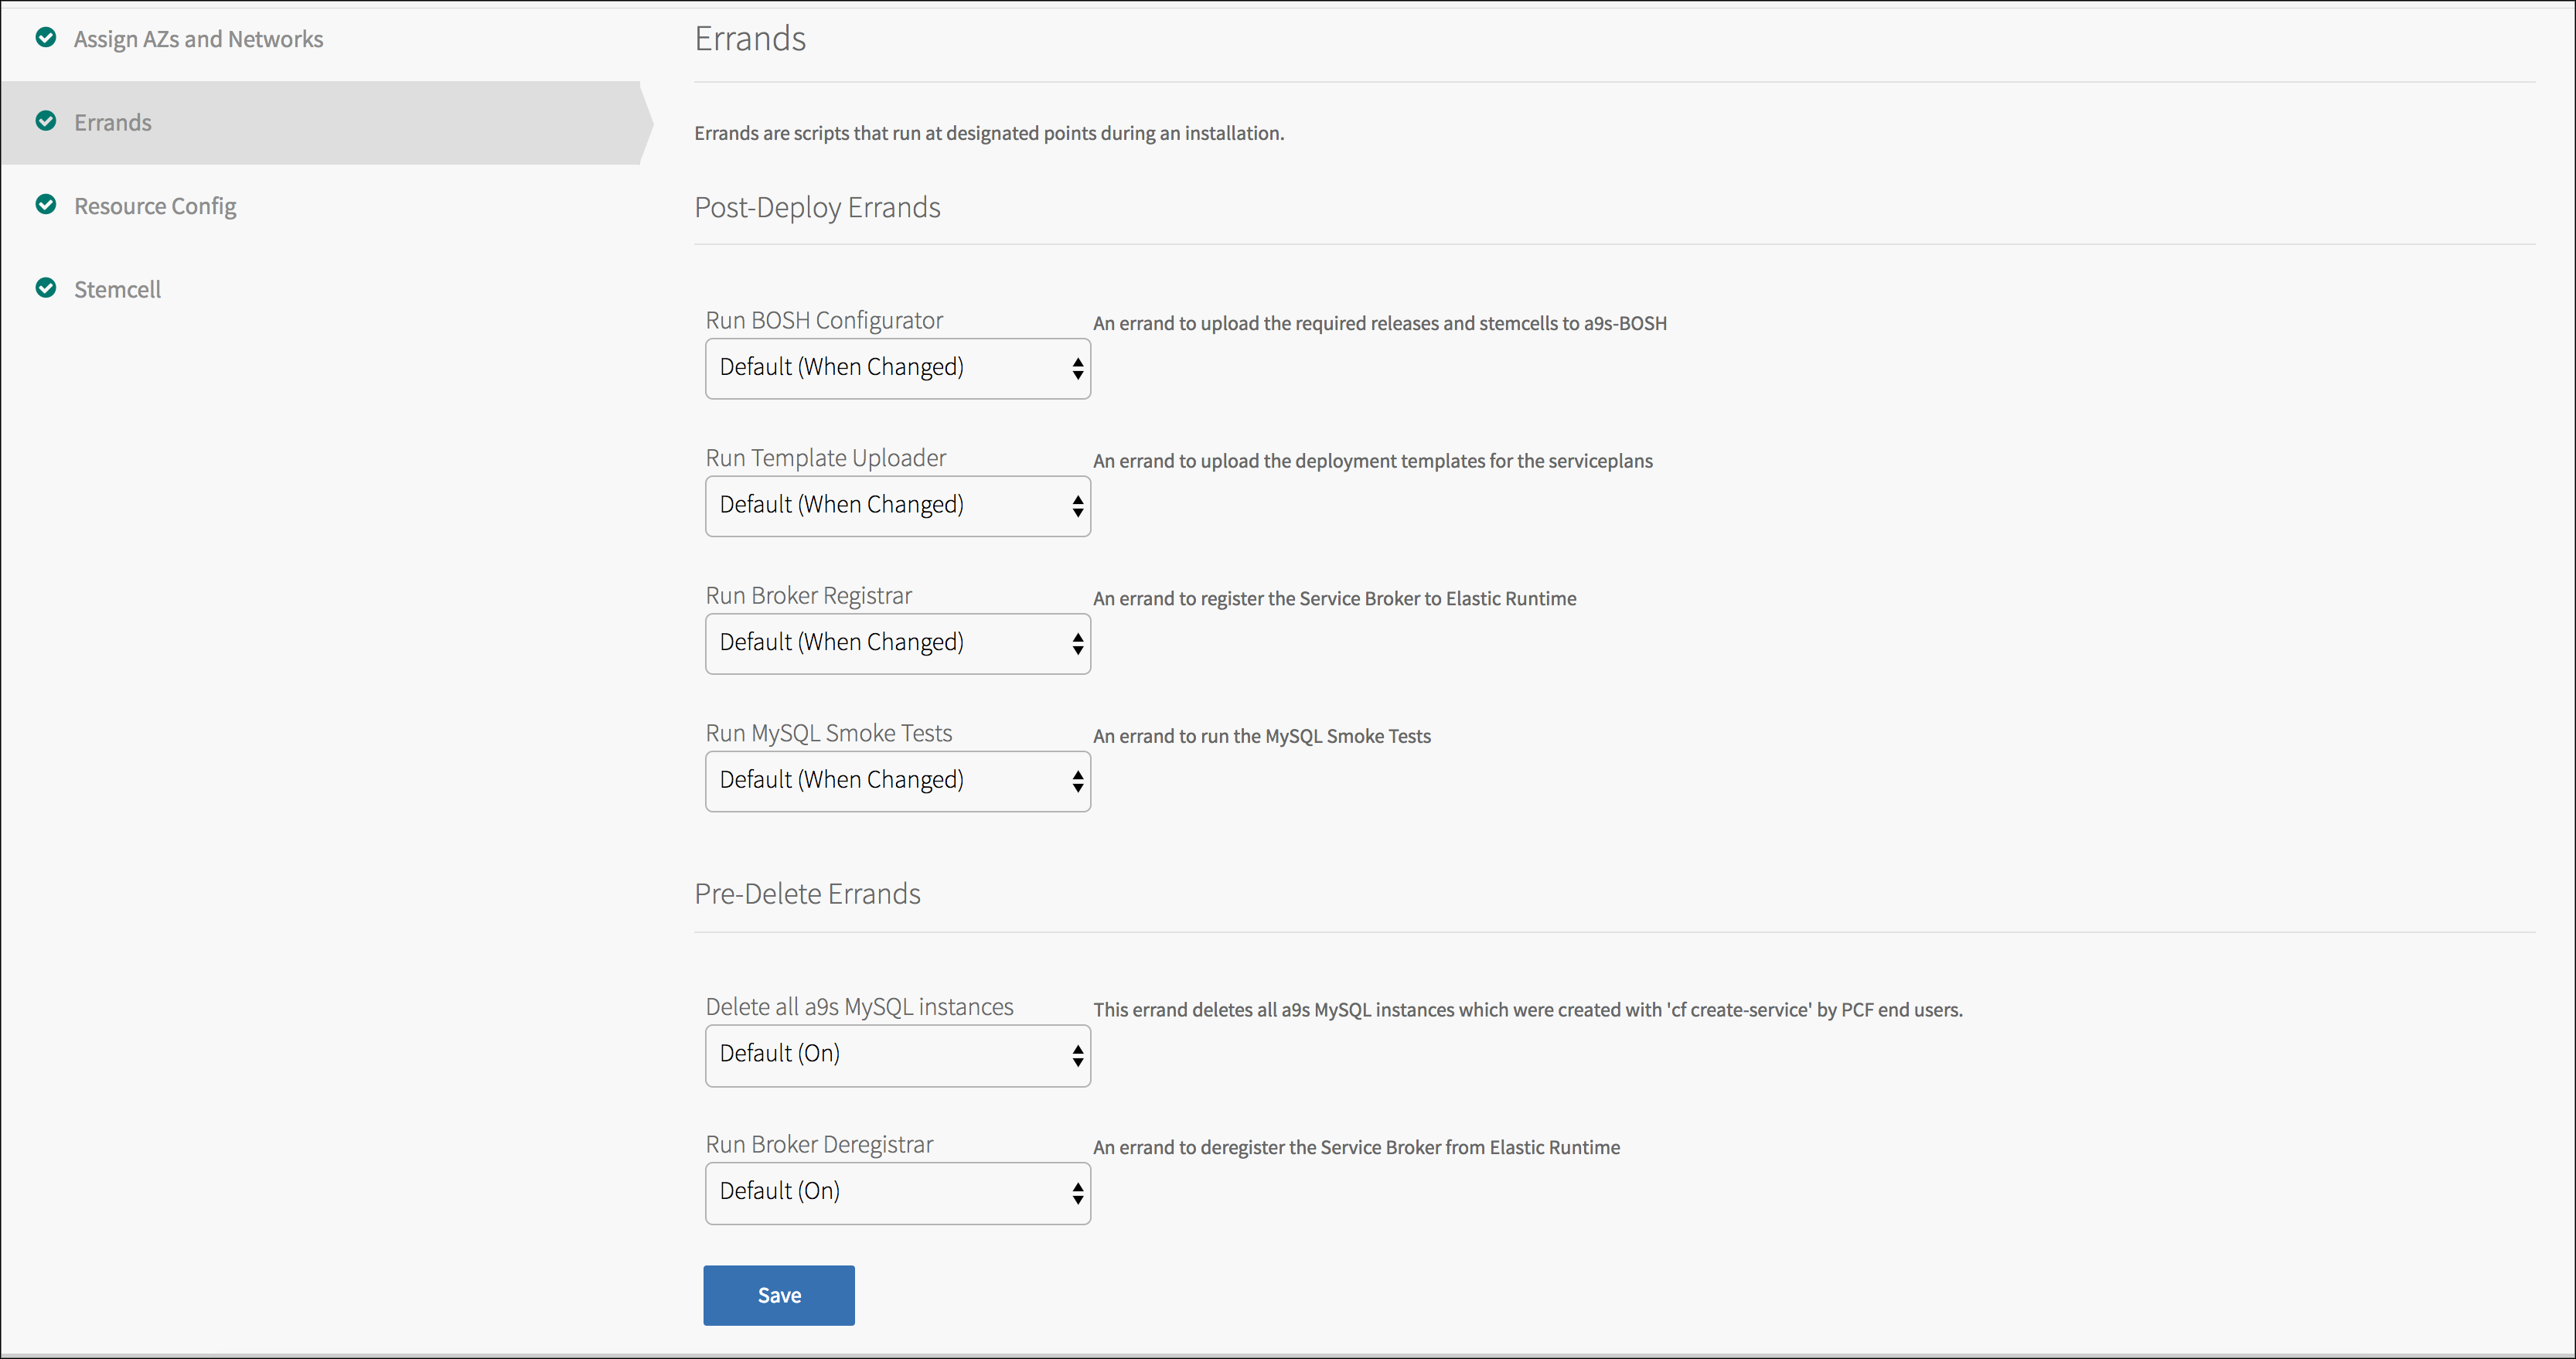 Assign AZs and Networks
Errands
Resource Config
Stemcell
Errands
Errands are scripts that run at designated points during an installation.
Post-Deploy Errands
Run BOSH Configurator
An errand to upload the required releases and stemcells to a9s-BOSH
Default (When Changed)
Run Template Uploader
An errand to upload the deployment templates for the serviceplans
Default (When Changed)
Run Broker Registrar
An errand to register the Service Broker to Elastic Runtime
Default (When Changed)
Run MySQL Smoke Tests
An errand to run the MySQL Smoke Tests
Default (When Changed)
Pre-Delete Errands
Delete all a9s MySQL instances
This errand deletes all a9s MySQL instances which were created with 'cf create-service' by PCF end users.
Default (On)
Run Broker Deregistrar
An errand to deregister the Service Broker from Elastic Runtime
Default (On)
Save